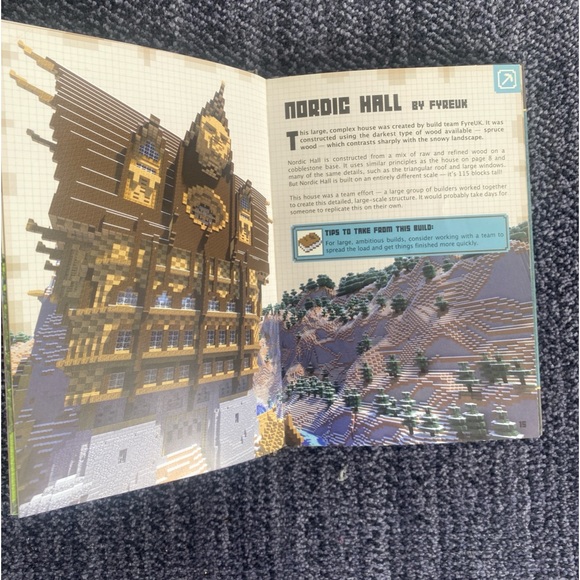 NORDIC HALL BY FYREUK
This large, complex house was created by build team FyreUK. It was
constructed using the darkest type of wood available — spruce
wood — which contrasts sharply with the snowy landscape.
Nordic Hall is constructed from a mix of raw and refined wood on a
cobblestone base. It uses similar principles as the house on page 8 and
many of the same details, such as the triangular roof and large windows.
But Nordic Hall is built on an entirely different scale — it's 115 blocks tall!
This house was a team effort — a large group of builders worked together
to create this detailed, large-scale structure. It would probably take days for
someone to replicate this on their own.
TIPS TO TAKE FROM THIS BUILD:
For large, ambitious builds, consider working with a team to
spread the load and get things finished more quickly.
15